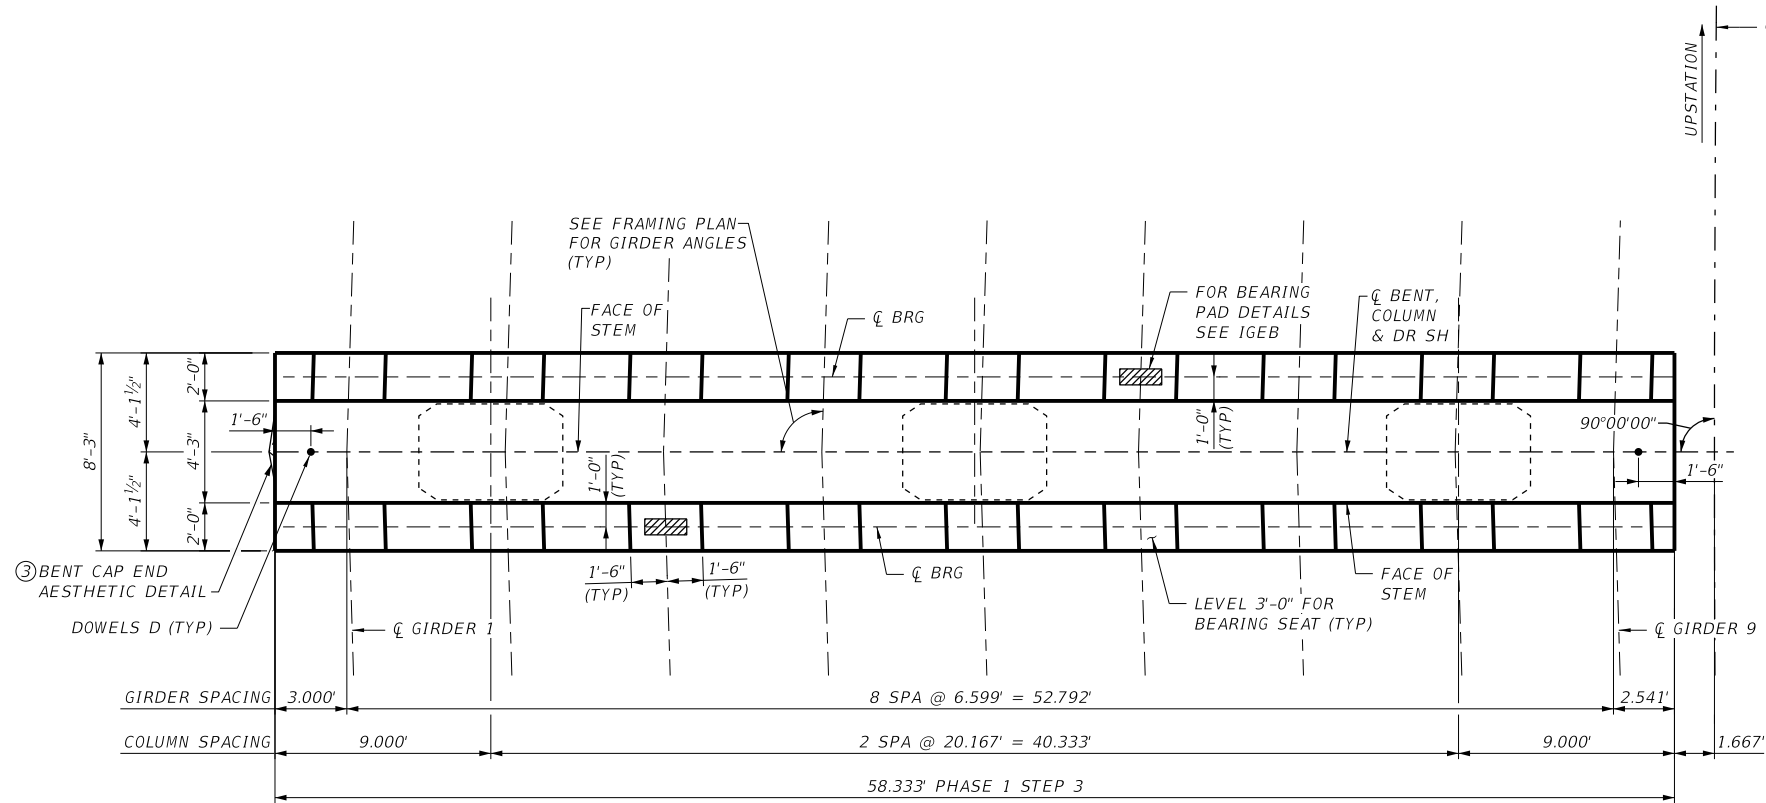 UPSTATION
SEE FRAMING PLAN
FOR GIRDER ANGLES
(TYP)
FACE OF
STEM
℄ BRG
FOR BEARING
PAD DETAILS
SEE IGEB
℄ BENT,
COLUMN
& DR SH
8'-3"
4'-1½"
4'-1½"
2'-0"
4'-3"
2'-0"
1'-6"
1'-0"
(TYP)
1'-0"
(TYP)
90°00'00"
1'-6"
③ BENT CAP END
AESTHETIC DETAIL
DOWELS D (TYP)
1'-6"
(TYP)
1'-6"
(TYP)
℄ BRG
LEVEL 3'-0" FOR
BEARING SEAT (TYP)
FACE OF
STEM
℄ GIRDER 1
℄ GIRDER 9
GIRDER SPACING 3.000' 8 SPA @ 6.599' = 52.792' 2.541'
COLUMN SPACING 9.000' 2 SPA @ 20.167' = 40.333' 9.000' 1.667'
58.333' PHASE 1 STEP 3